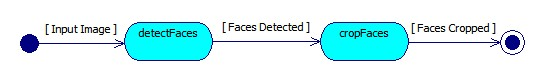 [ Input Image ]
detectFaces
[ Faces Detected ]
cropFaces
[ Faces Cropped ]